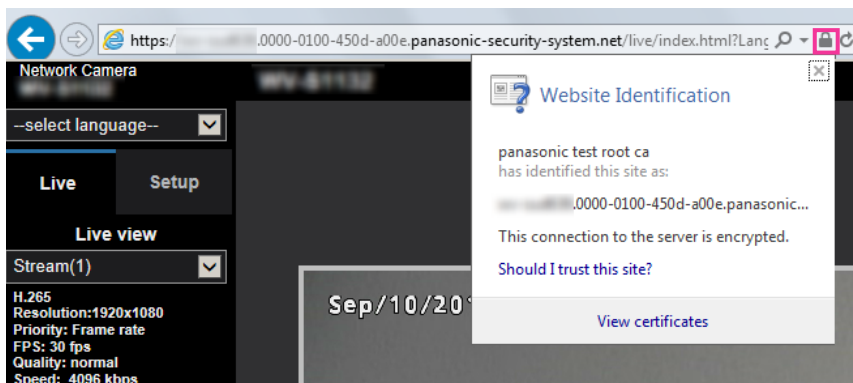 https:/ .0000-0100-450d-a00e.panasonic-security-system.net/live/index.html?Lang
Network Camera
--select language--
Live Setup
Live view
Stream(1)
H.265
Resolution:1920x1080
Priority: Frame rate
FPS: 30 fps
Quality: normal
Speed: 4096 kbps
Sep/10/201
Website Identification
panasonic test root ca
has identified this site as:
.0000-0100-450d-a00e.panasonic...
This connection to the server is encrypted.
Should I trust this site?
View certificates